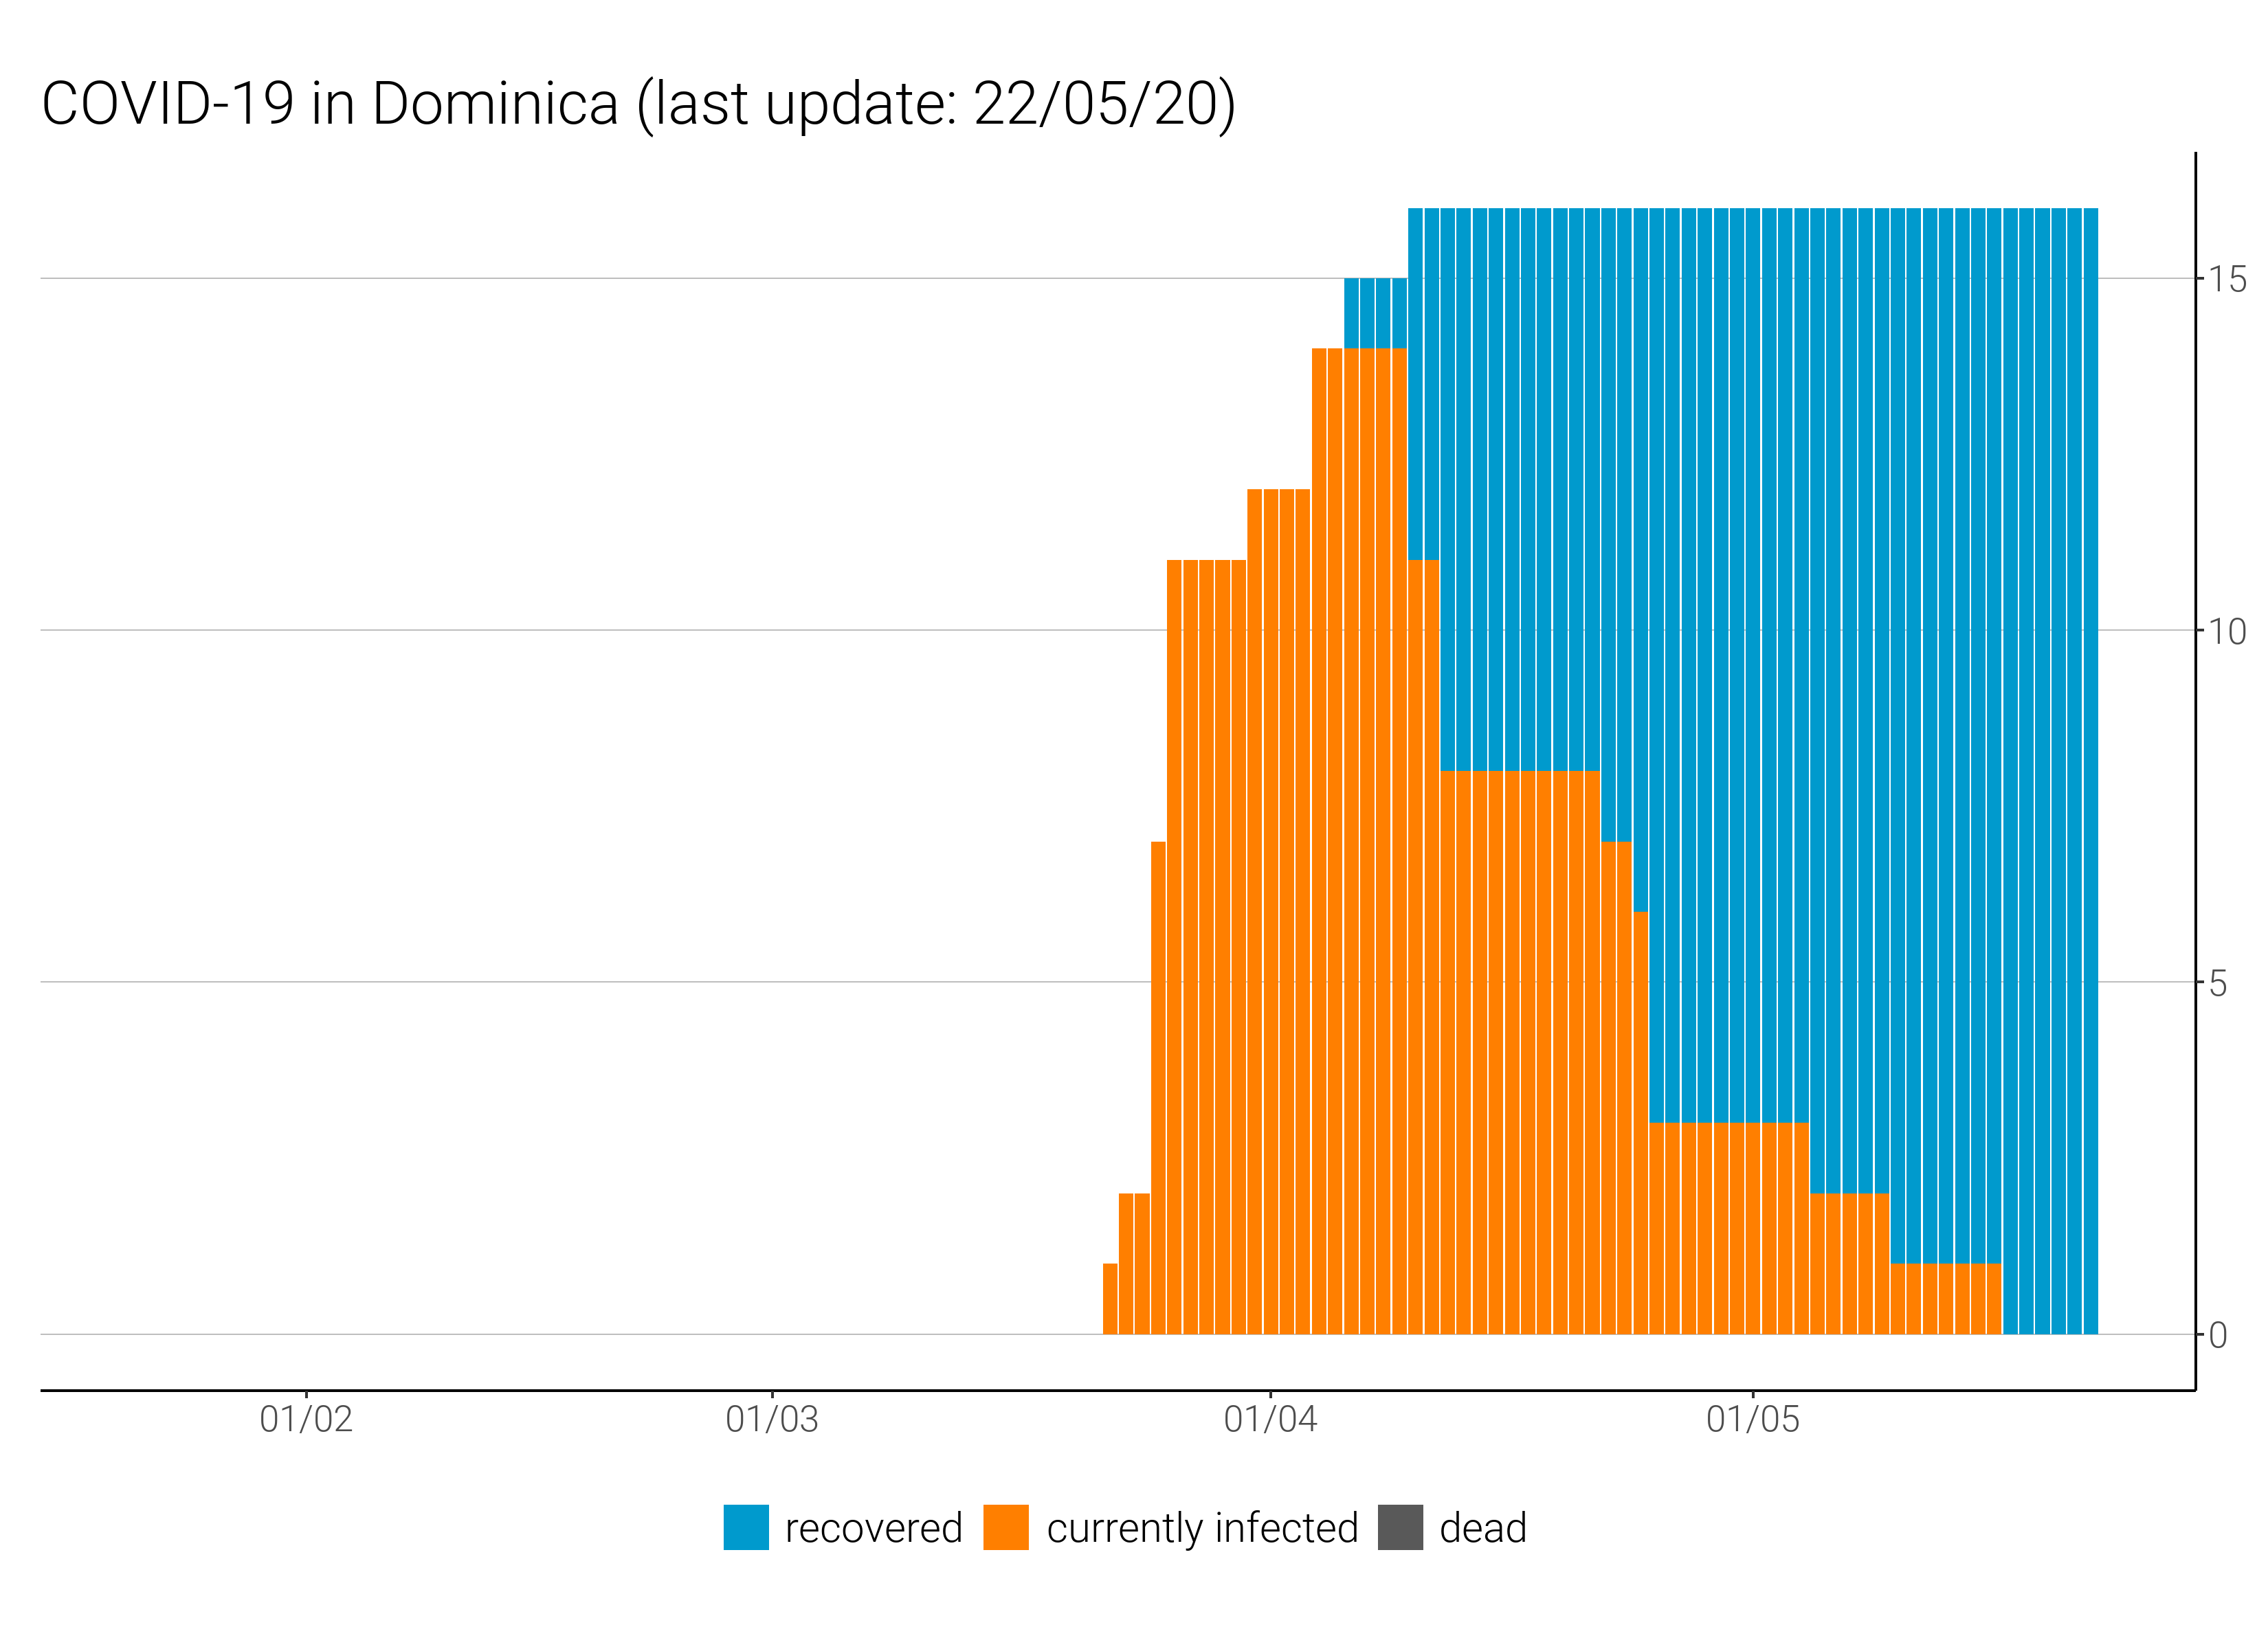 COVID-19 in Dominica (last update: 22/05/20)
15
10
5
0
01/02 01/03 01/04 01/05
recovered currently infected dead